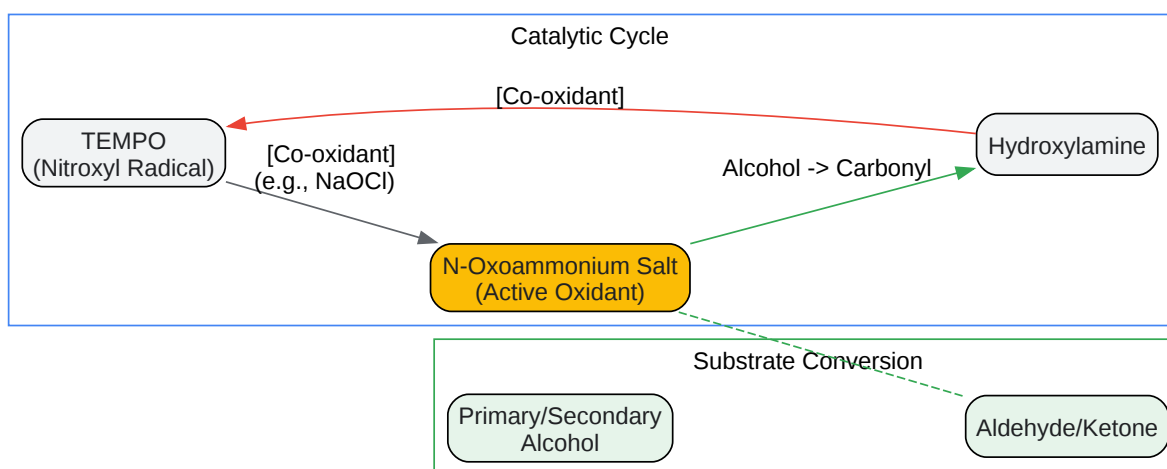 Catalytic Cycle
[Co-oxidant]
TEMPO
(Nitroxyl Radical)
Hydroxylamine
[Co-oxidant]
(e.g., NaOCl)
Alcohol -> Carbonyl
N-Oxoammonium Salt
(Active Oxidant)
Substrate Conversion
Primary/Secondary
Alcohol
Aldehyde/Ketone